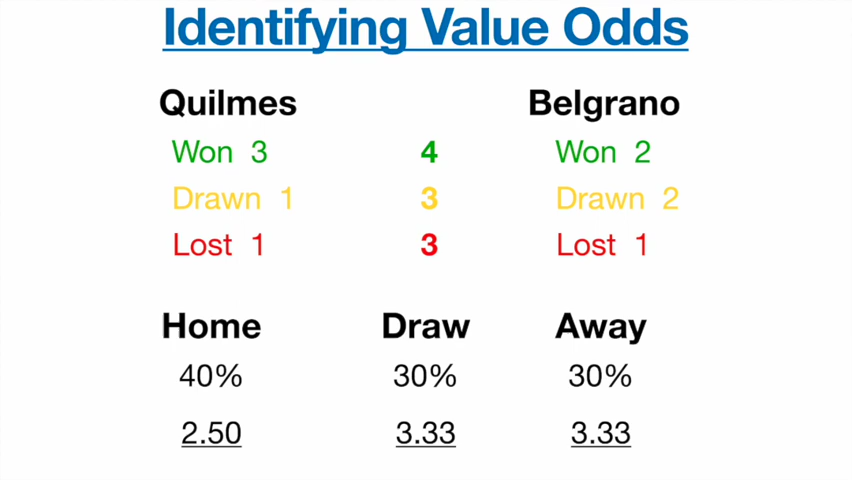 Identifying Value Odds
Quilmes Belgrano
Won 3 4 Won 2
Drawn 1 3 Drawn 2
Lost 1 3 Lost 1
Home Draw Away
40% 30% 30%
2.50 3.33 3.33